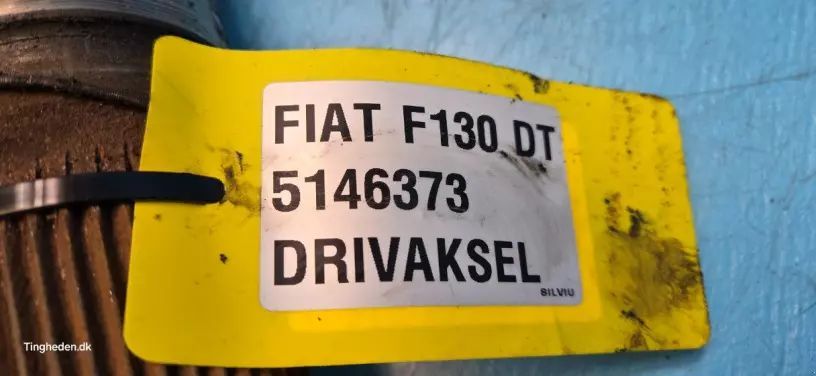 FIAT F130 DT
5146373
DRIVAKSEL
SILVIU
Tingheden.dk